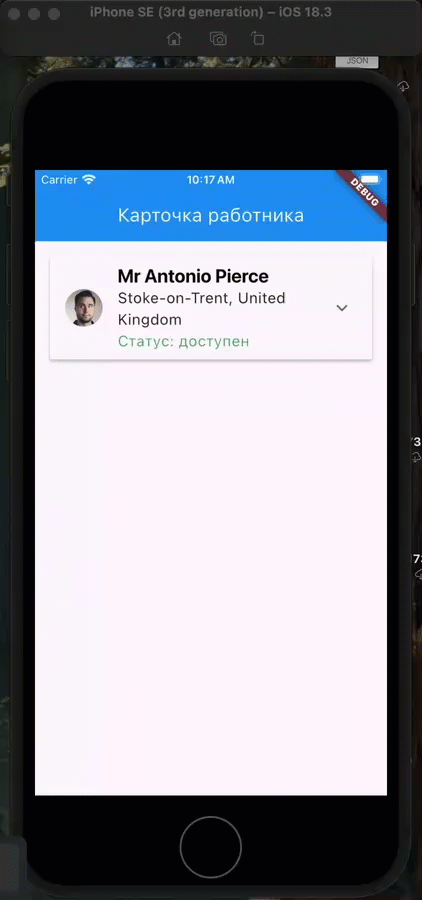 iPhone SE (3rd generation) – iOS 18.3
JSON
Carrier
10:17 AM
DEBUG
Карточка работника
Mr Antonio Pierce
Stoke-on-Trent, United
Kingdom
Статус: доступен